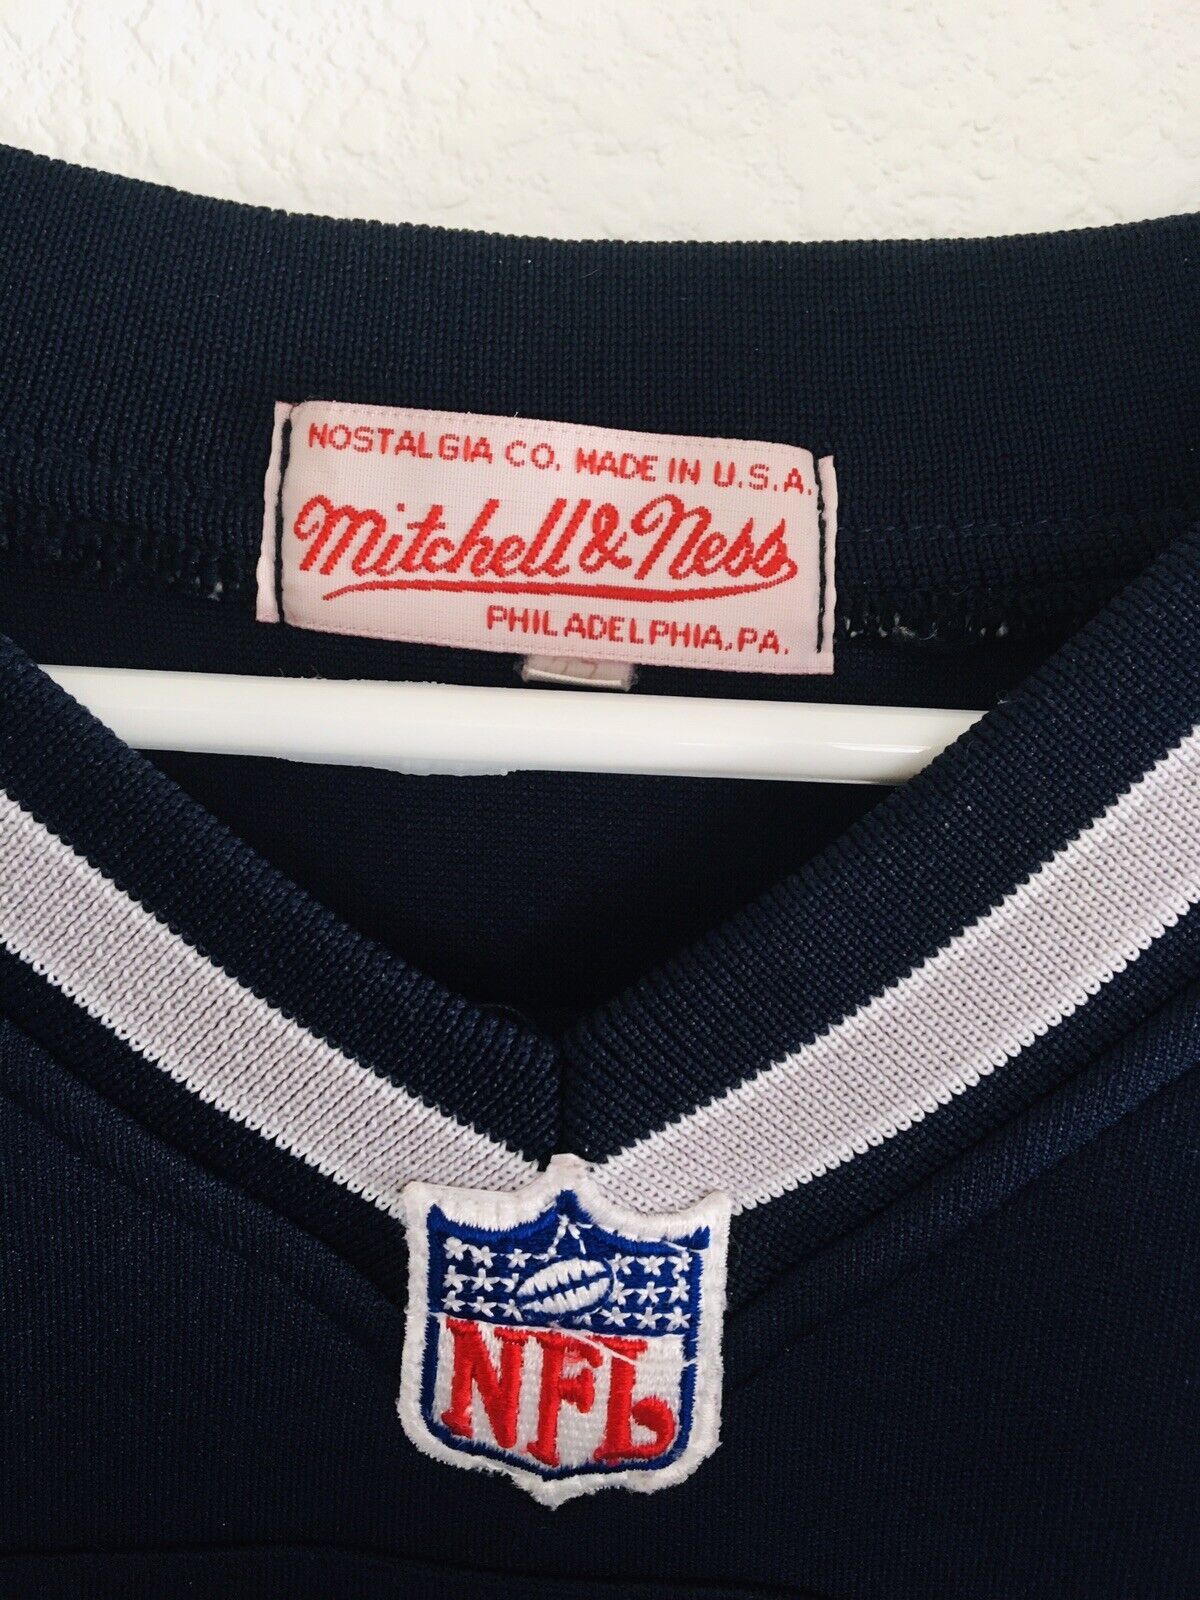 NOSTALGIA CO. MADE IN U.S.A.
Mitchell & Ness
PHILADELPHIA, PA.
NFL